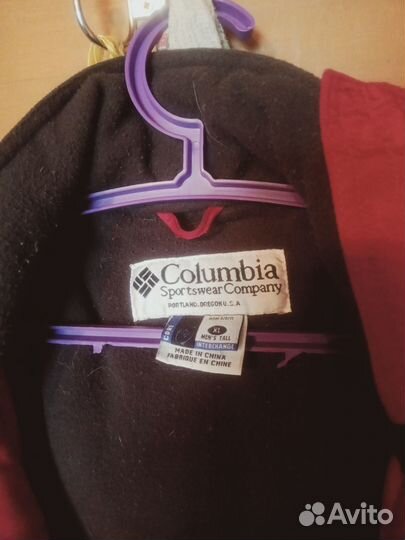 Columbia
Sportswear Company
PORTLAND, OREGON U.S.A
XL
MEN'S TALL
INTERCHANGE
MADE IN CHINA
FABRIQUE EN CHINE
Avito